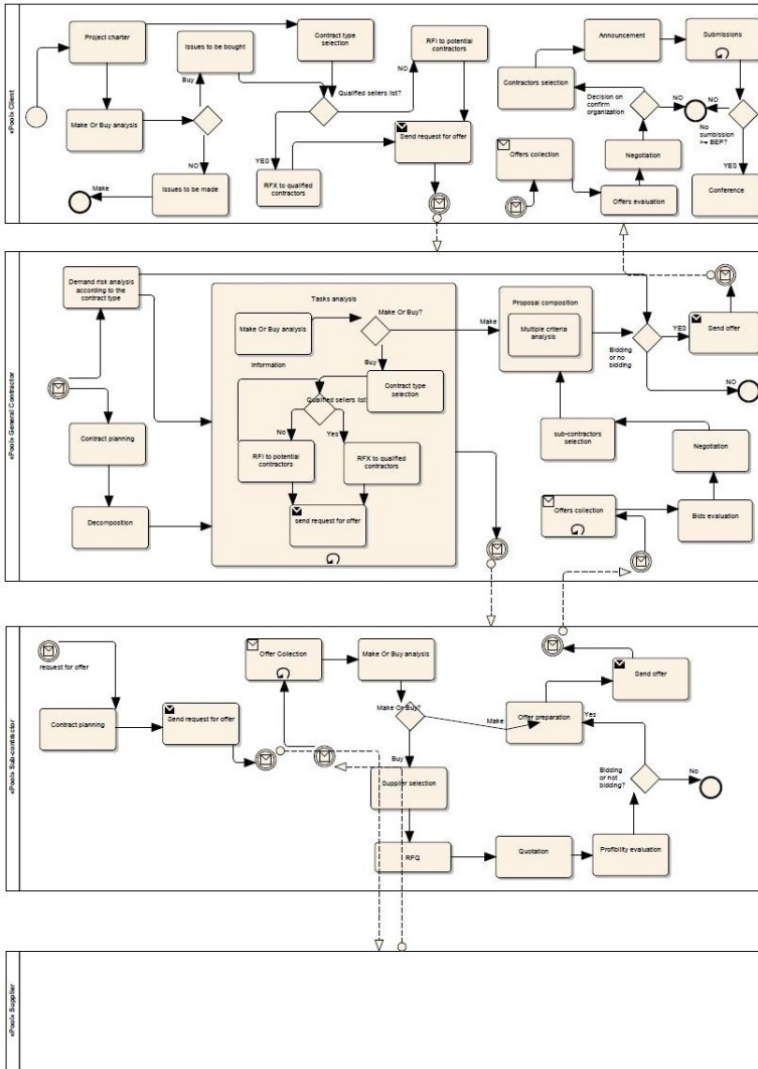 «Pool» Client
Project charter
Issues to be bought
Contract type
selection
RFI to potential
contractors
Announcement
Submissions
Buy
NO
Qualified sellers list?
Contractors selection
Decision on
confirm
organization
NO
NO
No
sumbission
>= BEP?
Make Or Buy analysis
Send request for offer
Offers collection
Negotiation
NO
YES
YES
Make
Issues to be made
RFX to qualified
contractors
Offers evaluation
Conference
«Pool» General Contractor
Demand risk analysis
according to the
contract type
Tasks analysis
Make Or Buy?
Proposal composition
Make Or Buy analysis
Make
Multiple criteria
analysis
YES
Send offer
Information
Buy
Bidding
or no
bidding
Contract type
selection
NO
Qualified sellers list
Contract planning
No
Yes
sub-contractors
selection
RFI to potential
contractors
RFX to qualified
contractors
Negotiation
Decomposition
send request for offer
Offers collection
Bids evaluation
«Pool» Sub-contractor
request for offer
Offer Collection
Make Or Buy analysis
Send offer
Contract planning
Send request for offer
Make Or Buy?
Make
Offer preparation
Yes
Buy
Bidding
or not
bidding?
No
Supplier selection
RFQ
Quotation
Profibility evaluation
«Pool» Supplier